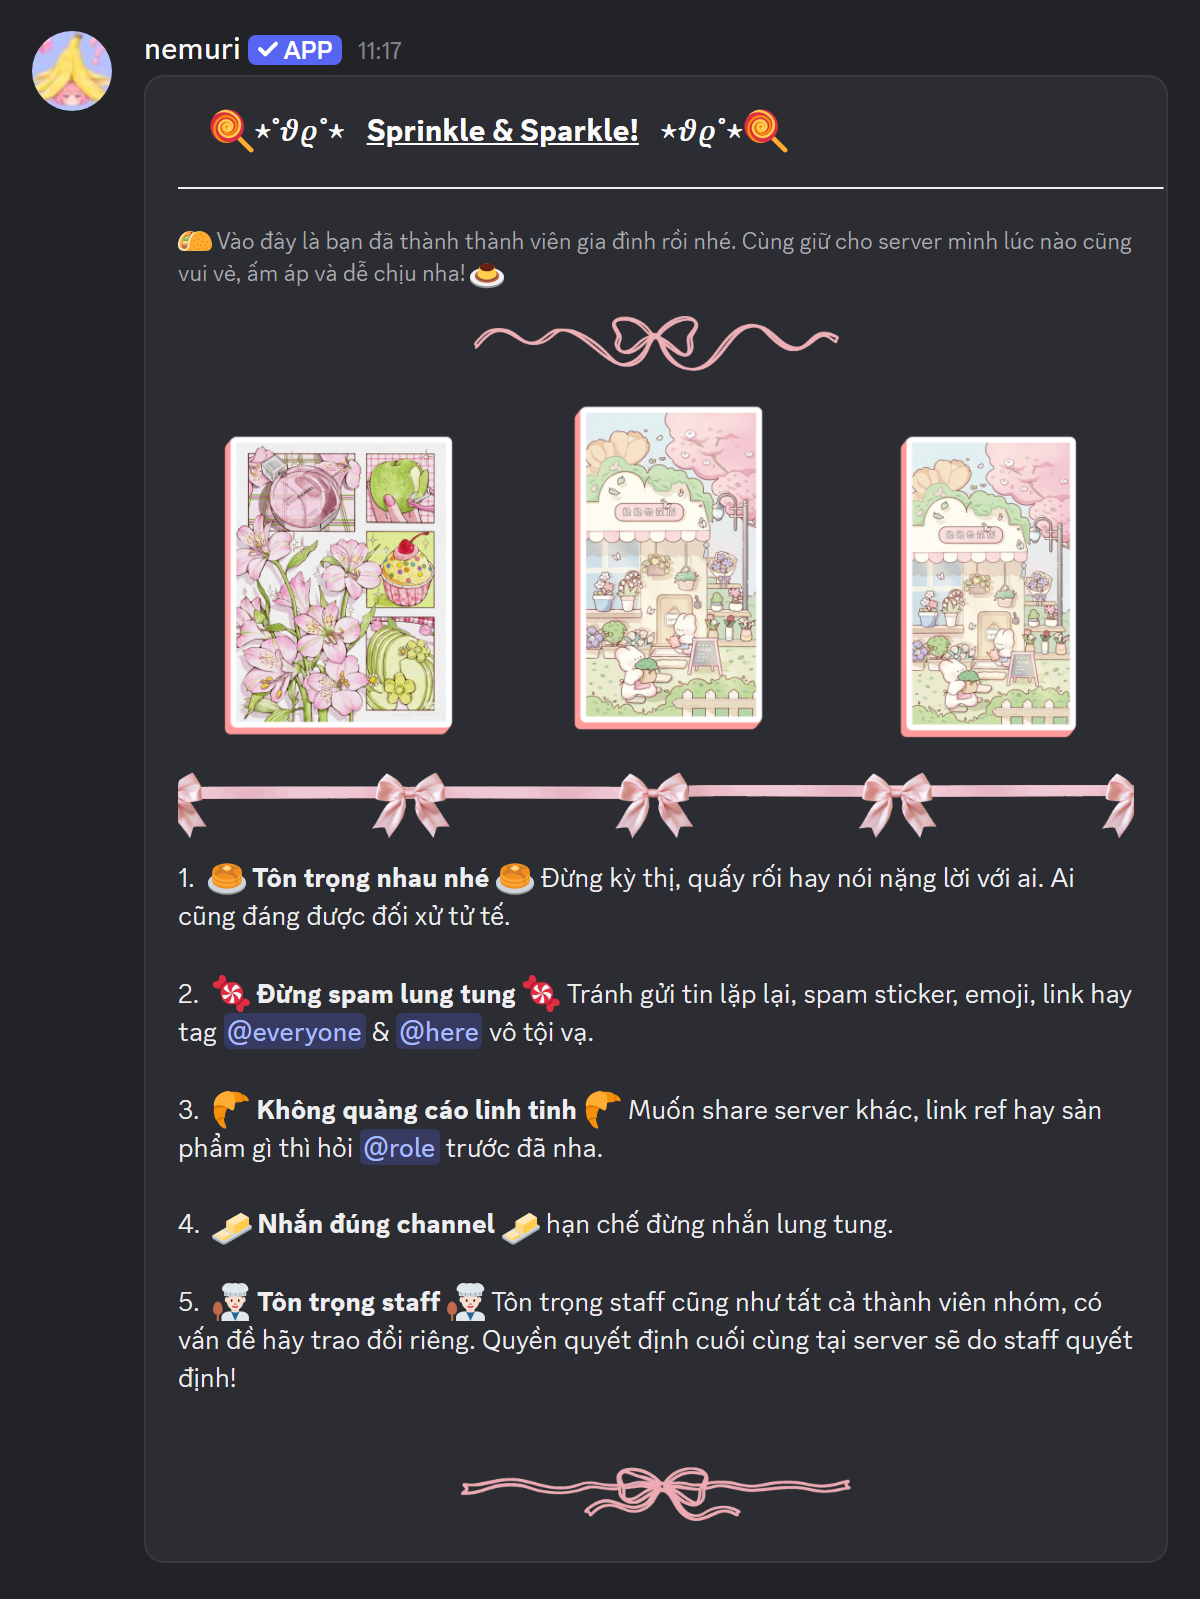 nemuri ✓ APP 11:17
🍭⋆˚𝜗𝜚˚⋆ Sprinkle & Sparkle! ⋆𝜗𝜚˚⋆🍭
🌮 Vào đây là bạn đã thành thành viên gia đình rồi nhé. Cùng giữ cho server mình lúc nào cũng
vui vẻ, ấm áp và dễ chịu nha! 🍮
1. 🥞 Tôn trọng nhau nhé 🥞 Đừng kỳ thị, quấy rối hay nói nặng lời với ai. Ai
cũng đáng được đối xử tử tế.
2. 🍬 Đừng spam lung tung 🍬 Tránh gửi tin lặp lại, spam sticker, emoji, link hay
tag @everyone & @here vô tội vạ.
3. 🥐 Không quảng cáo linh tinh 🥐 Muốn share server khác, link ref hay sản
phẩm gì thì hỏi @role trước đã nha.
4. 🧈 Nhắn đúng channel 🧈 hạn chế đừng nhắn lung tung.
5. 🧑🏻‍🍳 Tôn trọng staff 🧑🏻‍🍳 Tôn trọng staff cũng như tất cả thành viên nhóm, có
vấn đề hãy trao đổi riêng. Quyền quyết định cuối cùng tại server sẽ do staff quyết
định!